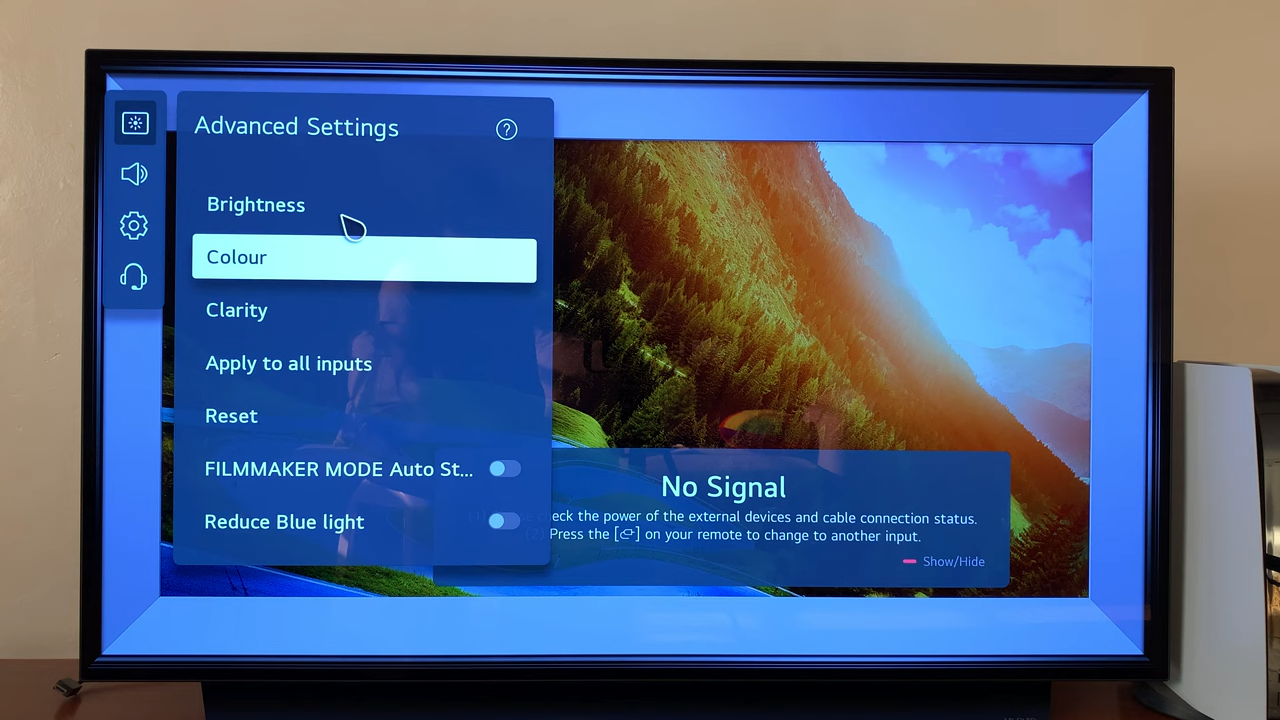 Advanced Settings
?
Brightness
Colour
Clarity
Apply to all inputs
Reset
FILMMAKER MODE Auto St...
Reduce Blue light
No Signal
check the power of the external devices and cable connection status.
(2) Press the [ ] on your remote to change to another input.
Show/Hide